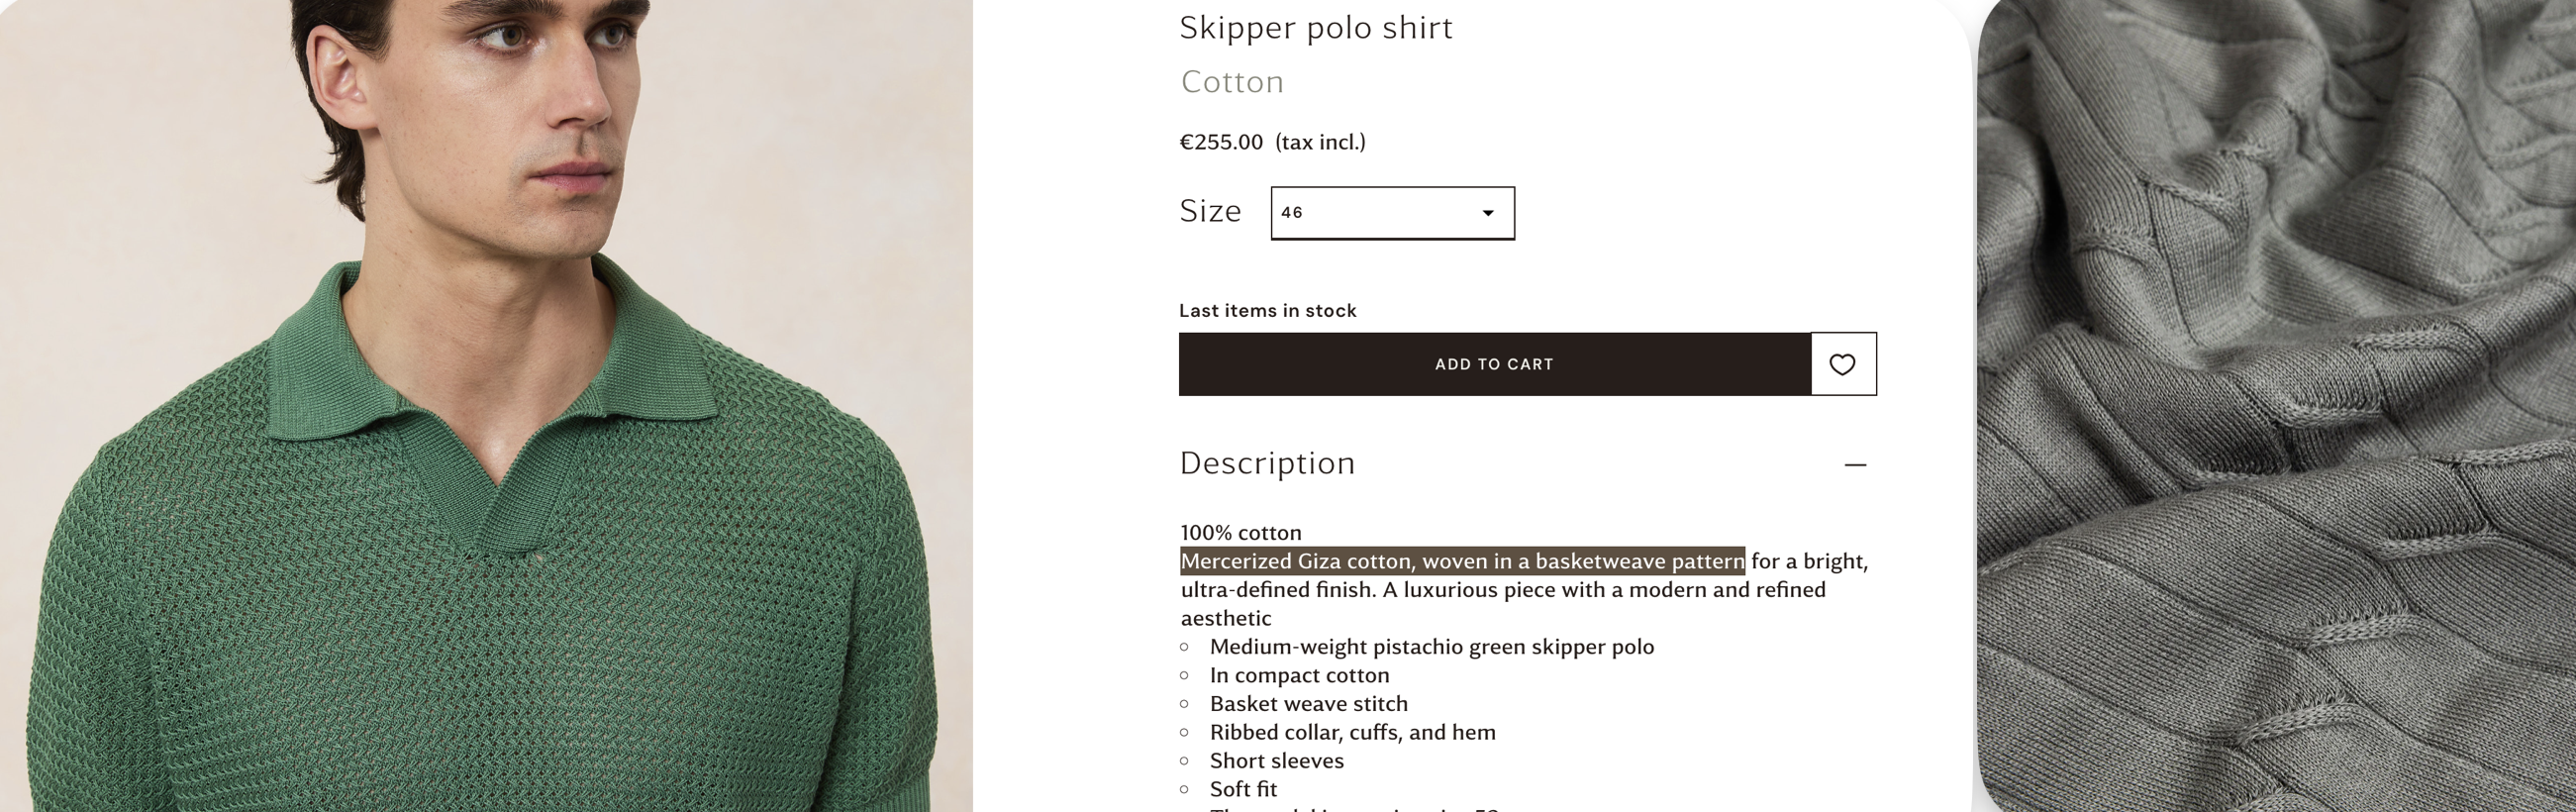 Skipper polo shirt
Cotton
€255.00 (tax incl.)
Size 46
Last items in stock
ADD TO CART
Description
100% cotton
Mercerized Giza cotton, woven in a basketweave pattern for a bright,
ultra-defined finish. A luxurious piece with a modern and refined
aesthetic
Medium-weight pistachio green skipper polo
In compact cotton
Basket weave stitch
Ribbed collar, cuffs, and hem
Short sleeves
Soft fit